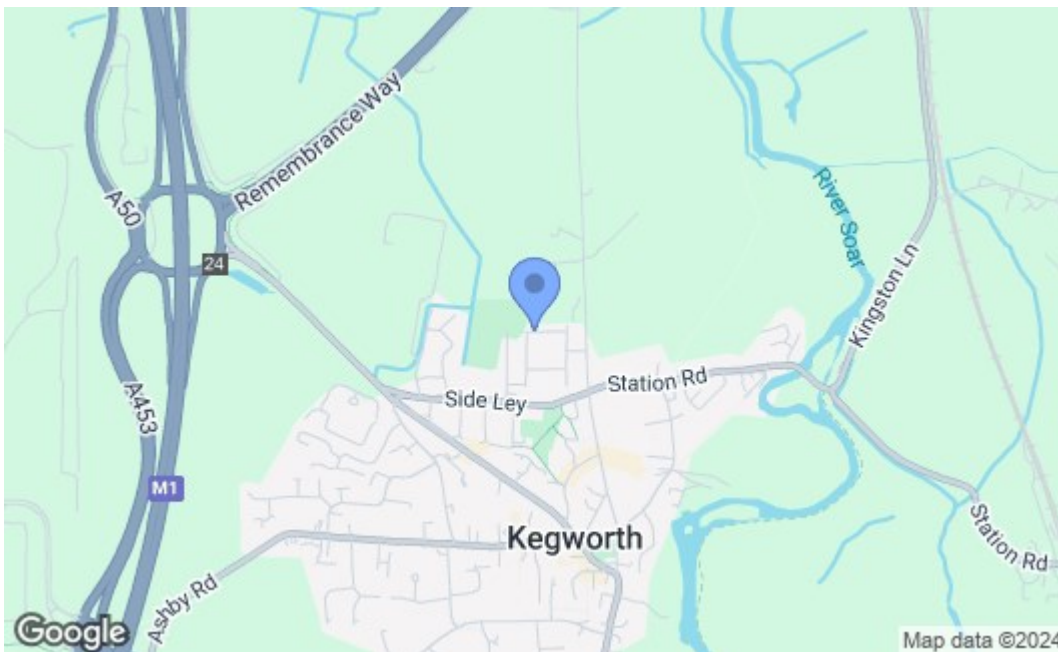 Remembrance Way
A50
24
River Soar
Kingston Ln
A453
Side Ley
Station Rd
M1
Kegworth
Station Rd
Ashby Rd
Google
Map data ©2024